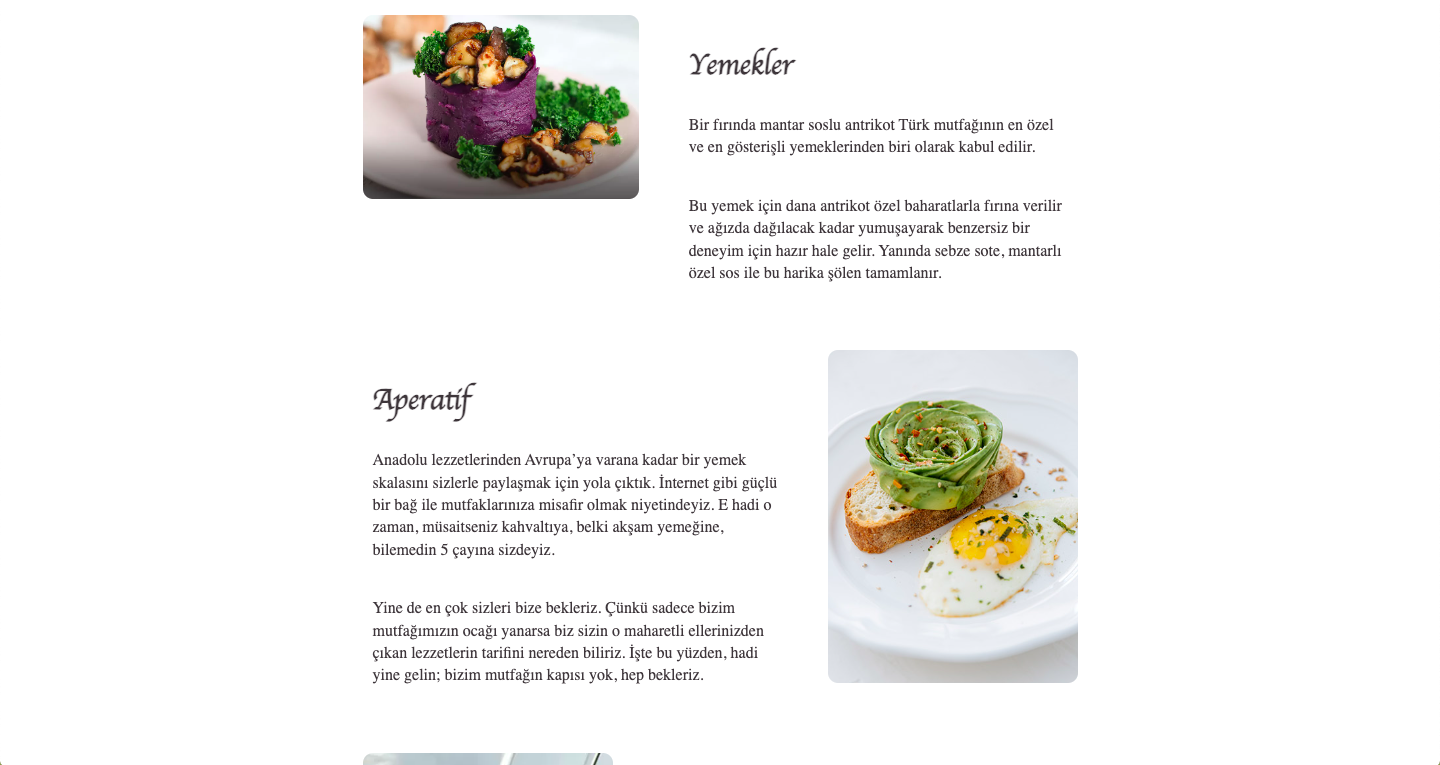 Yemekler
Bir fırında mantar soslu antrikot Türk mutfağının en özel
ve en gösterişli yemeklerinden biri olarak kabul edilir.
Bu yemek için dana antrikot özel baharatlarla fırına verilir
ve ağızda dağılacak kadar yumuşayarak benzersiz bir
deneyim için hazır hale gelir. Yanında sebze sote, mantarlı
özel sos ile bu harika şölen tamamlanır.
Aperatif
Anadolu lezzetlerinden Avrupa’ya varana kadar bir yemek
skalasını sizlerle paylaşmak için yola çıktık. İnternet gibi güçlü
bir bağ ile mutfaklarınıza misafir olmak niyetindeyiz. E hadi o
zaman, müsaitseniz kahvaltıya, belki akşam yemeğine,
bilemedin 5 çayına sizdeyiz.
Yine de en çok sizleri bize bekleriz. Çünkü sadece bizim
mutfağımızın ocağı yanarsa biz sizin o maharetli ellerinizden
çıkan lezzetlerin tarifini nereden biliriz. İşte bu yüzden, hadi
yine gelin; bizim mutfağın kapısı yok, hep bekleriz.